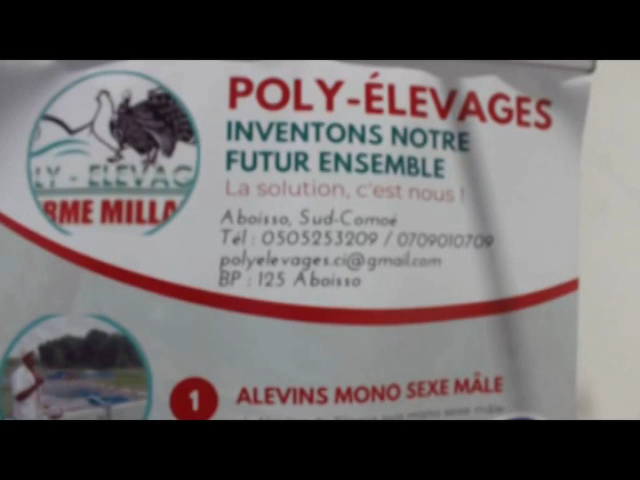 POLY-ÉLEVAGES
INVENTONS NOTRE
FUTUR ENSEMBLE
La solution, c'est nous !
Aboisso, Sud-Comoé
Tél : 0505253209 / 0709010709
polyelevages.ci@gmail.com
BP : 125 Aboisso
LY - ELEVAG
RME MILLA
1
ALEVINS MONO SEXE MÂLE